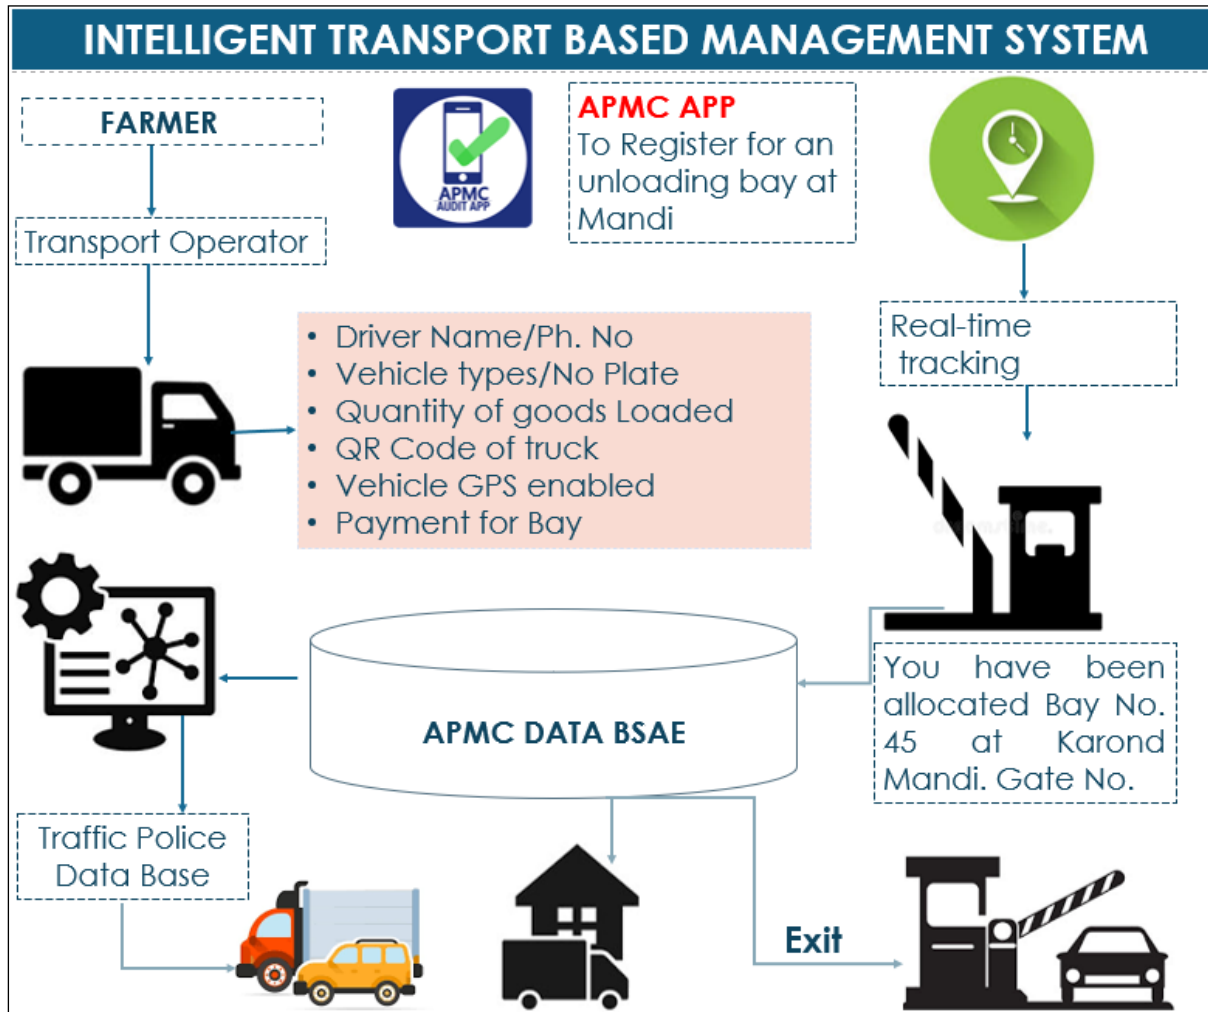 INTELLIGENT TRANSPORT BASED MANAGEMENT SYSTEM
FARMER
Transport Operator
APMC
AUDIT APP
APMC APP
To Register for an
unloading bay at
Mandi
Real-time
tracking
• Driver Name/Ph. No
• Vehicle types/No Plate
• Quantity of goods Loaded
• QR Code of truck
• Vehicle GPS enabled
• Payment for Bay
You have been
allocated Bay No.
45 at Karond
Mandi. Gate No.
APMC DATA BSAE
Traffic Police
Data Base
Exit